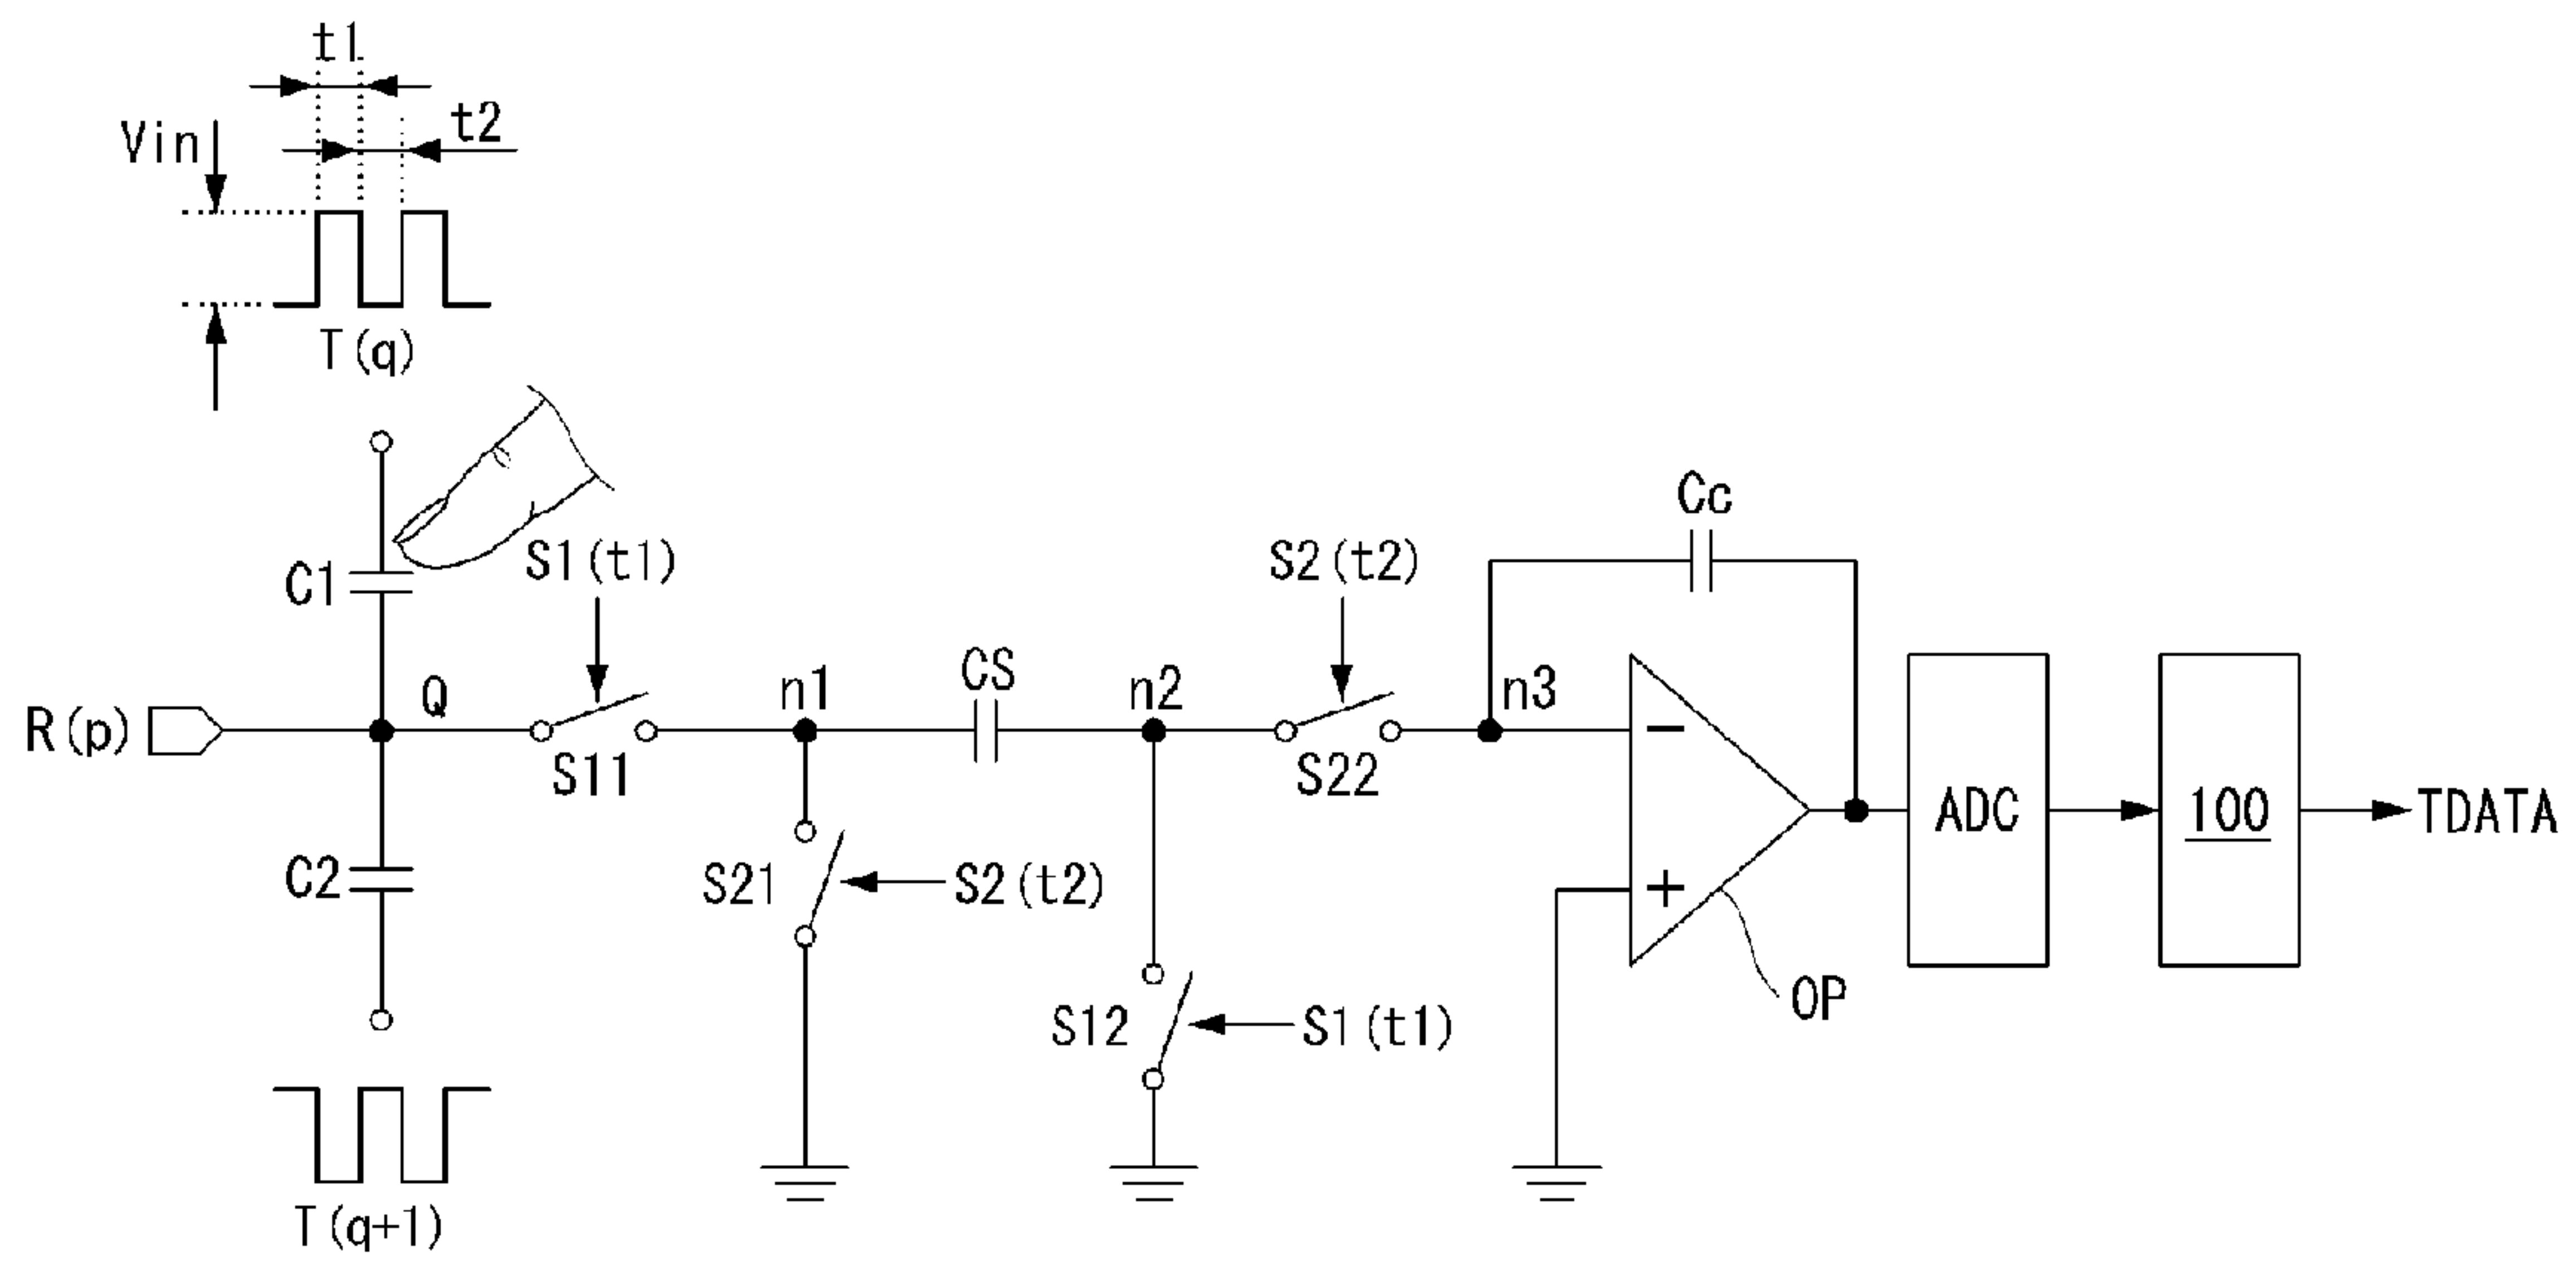 t1
t2
Vin
T(q)
C1
S1(t1)
S2(t2)
Cc
R(p)
Q
S11
n1
CS
n2
S22
n3
−
+
ADC
100
TDATA
C2
S21
S2(t2)
S12
S1(t1)
OP
T(q+1)